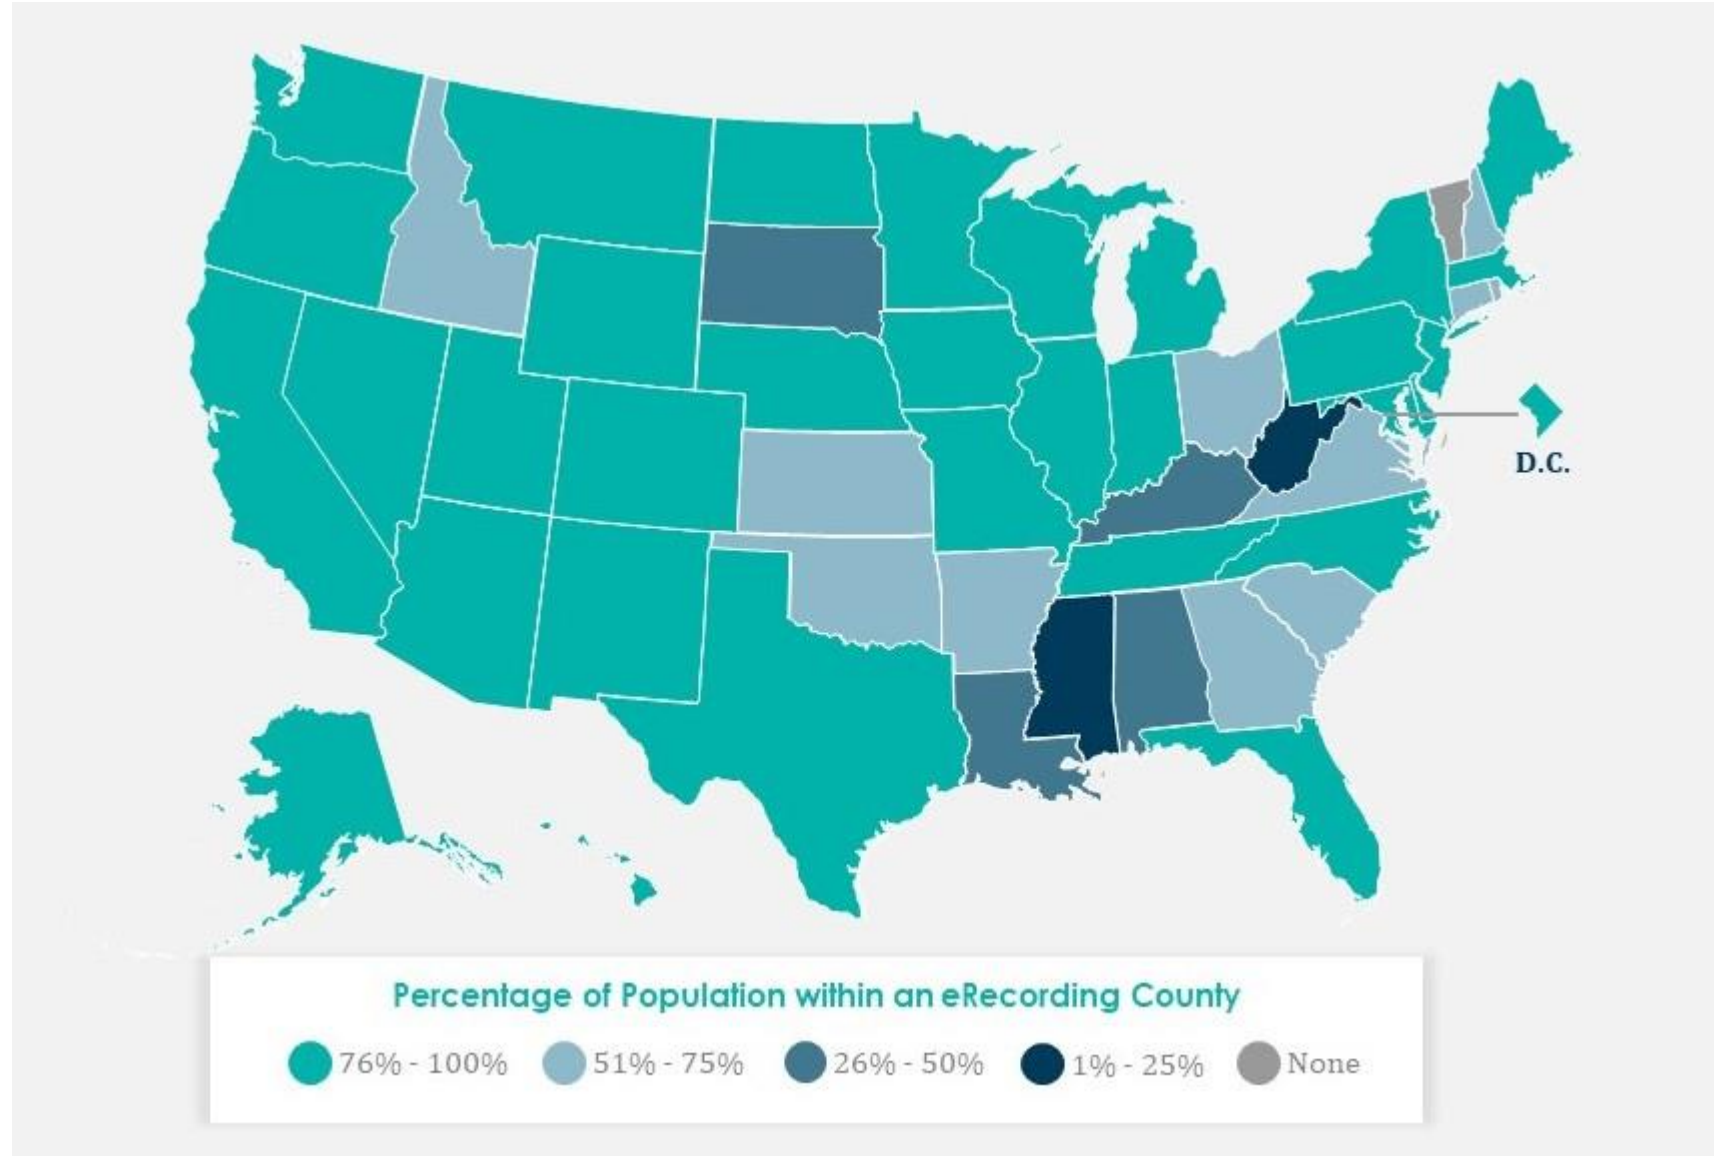 D.C.
Percentage of Population within an eRecording County
76% - 100% 51% - 75% 26% - 50% 1% - 25% None